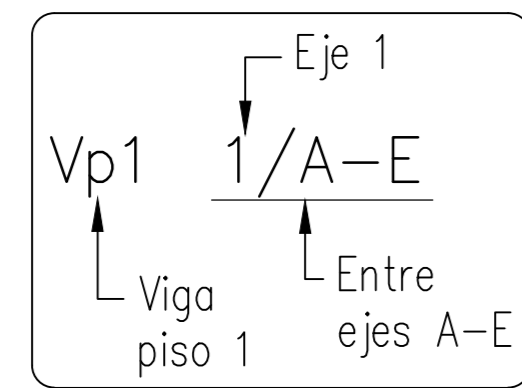 Eje 1
Vp1 1/A-E
Viga
piso 1
Entre
ejes A-E